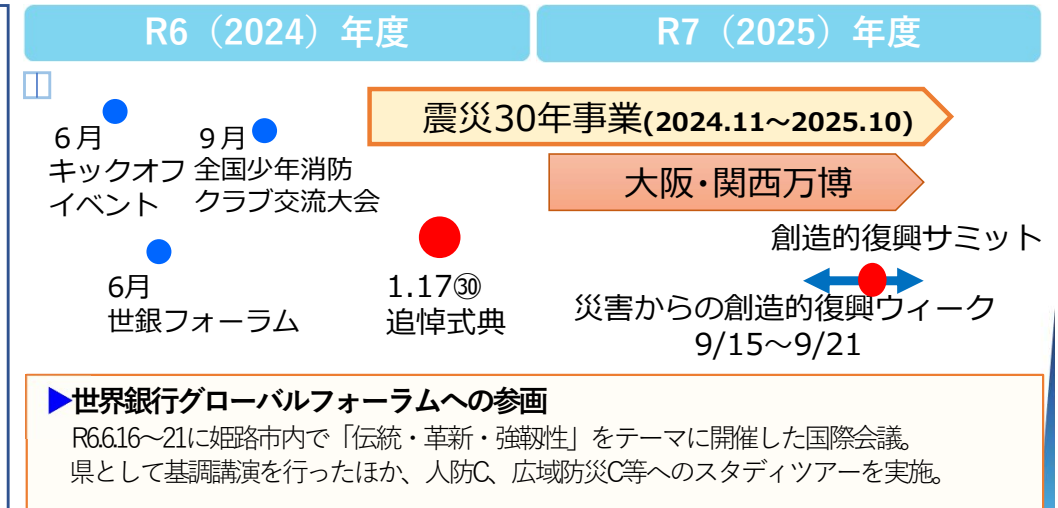 R6（2024）年度
R7（2025）年度
震災30年事業(2024.11～2025.10)
大阪･関西万博
6月
キックオフ
イベント
9月
全国少年消防
クラブ交流大会
6月
世銀フォーラム
1.17㉚
追悼式典
創造的復興サミット
災害からの創造的復興ウィーク
9/15～9/21
▶世界銀行グローバルフォーラムへの参画
R6.6.16～21に姫路市内で「伝統・革新・強靱性」をテーマに開催した国際会議。
県として基調講演を行ったほか、人防C、広域防災C等へのスタディツアーを実施。